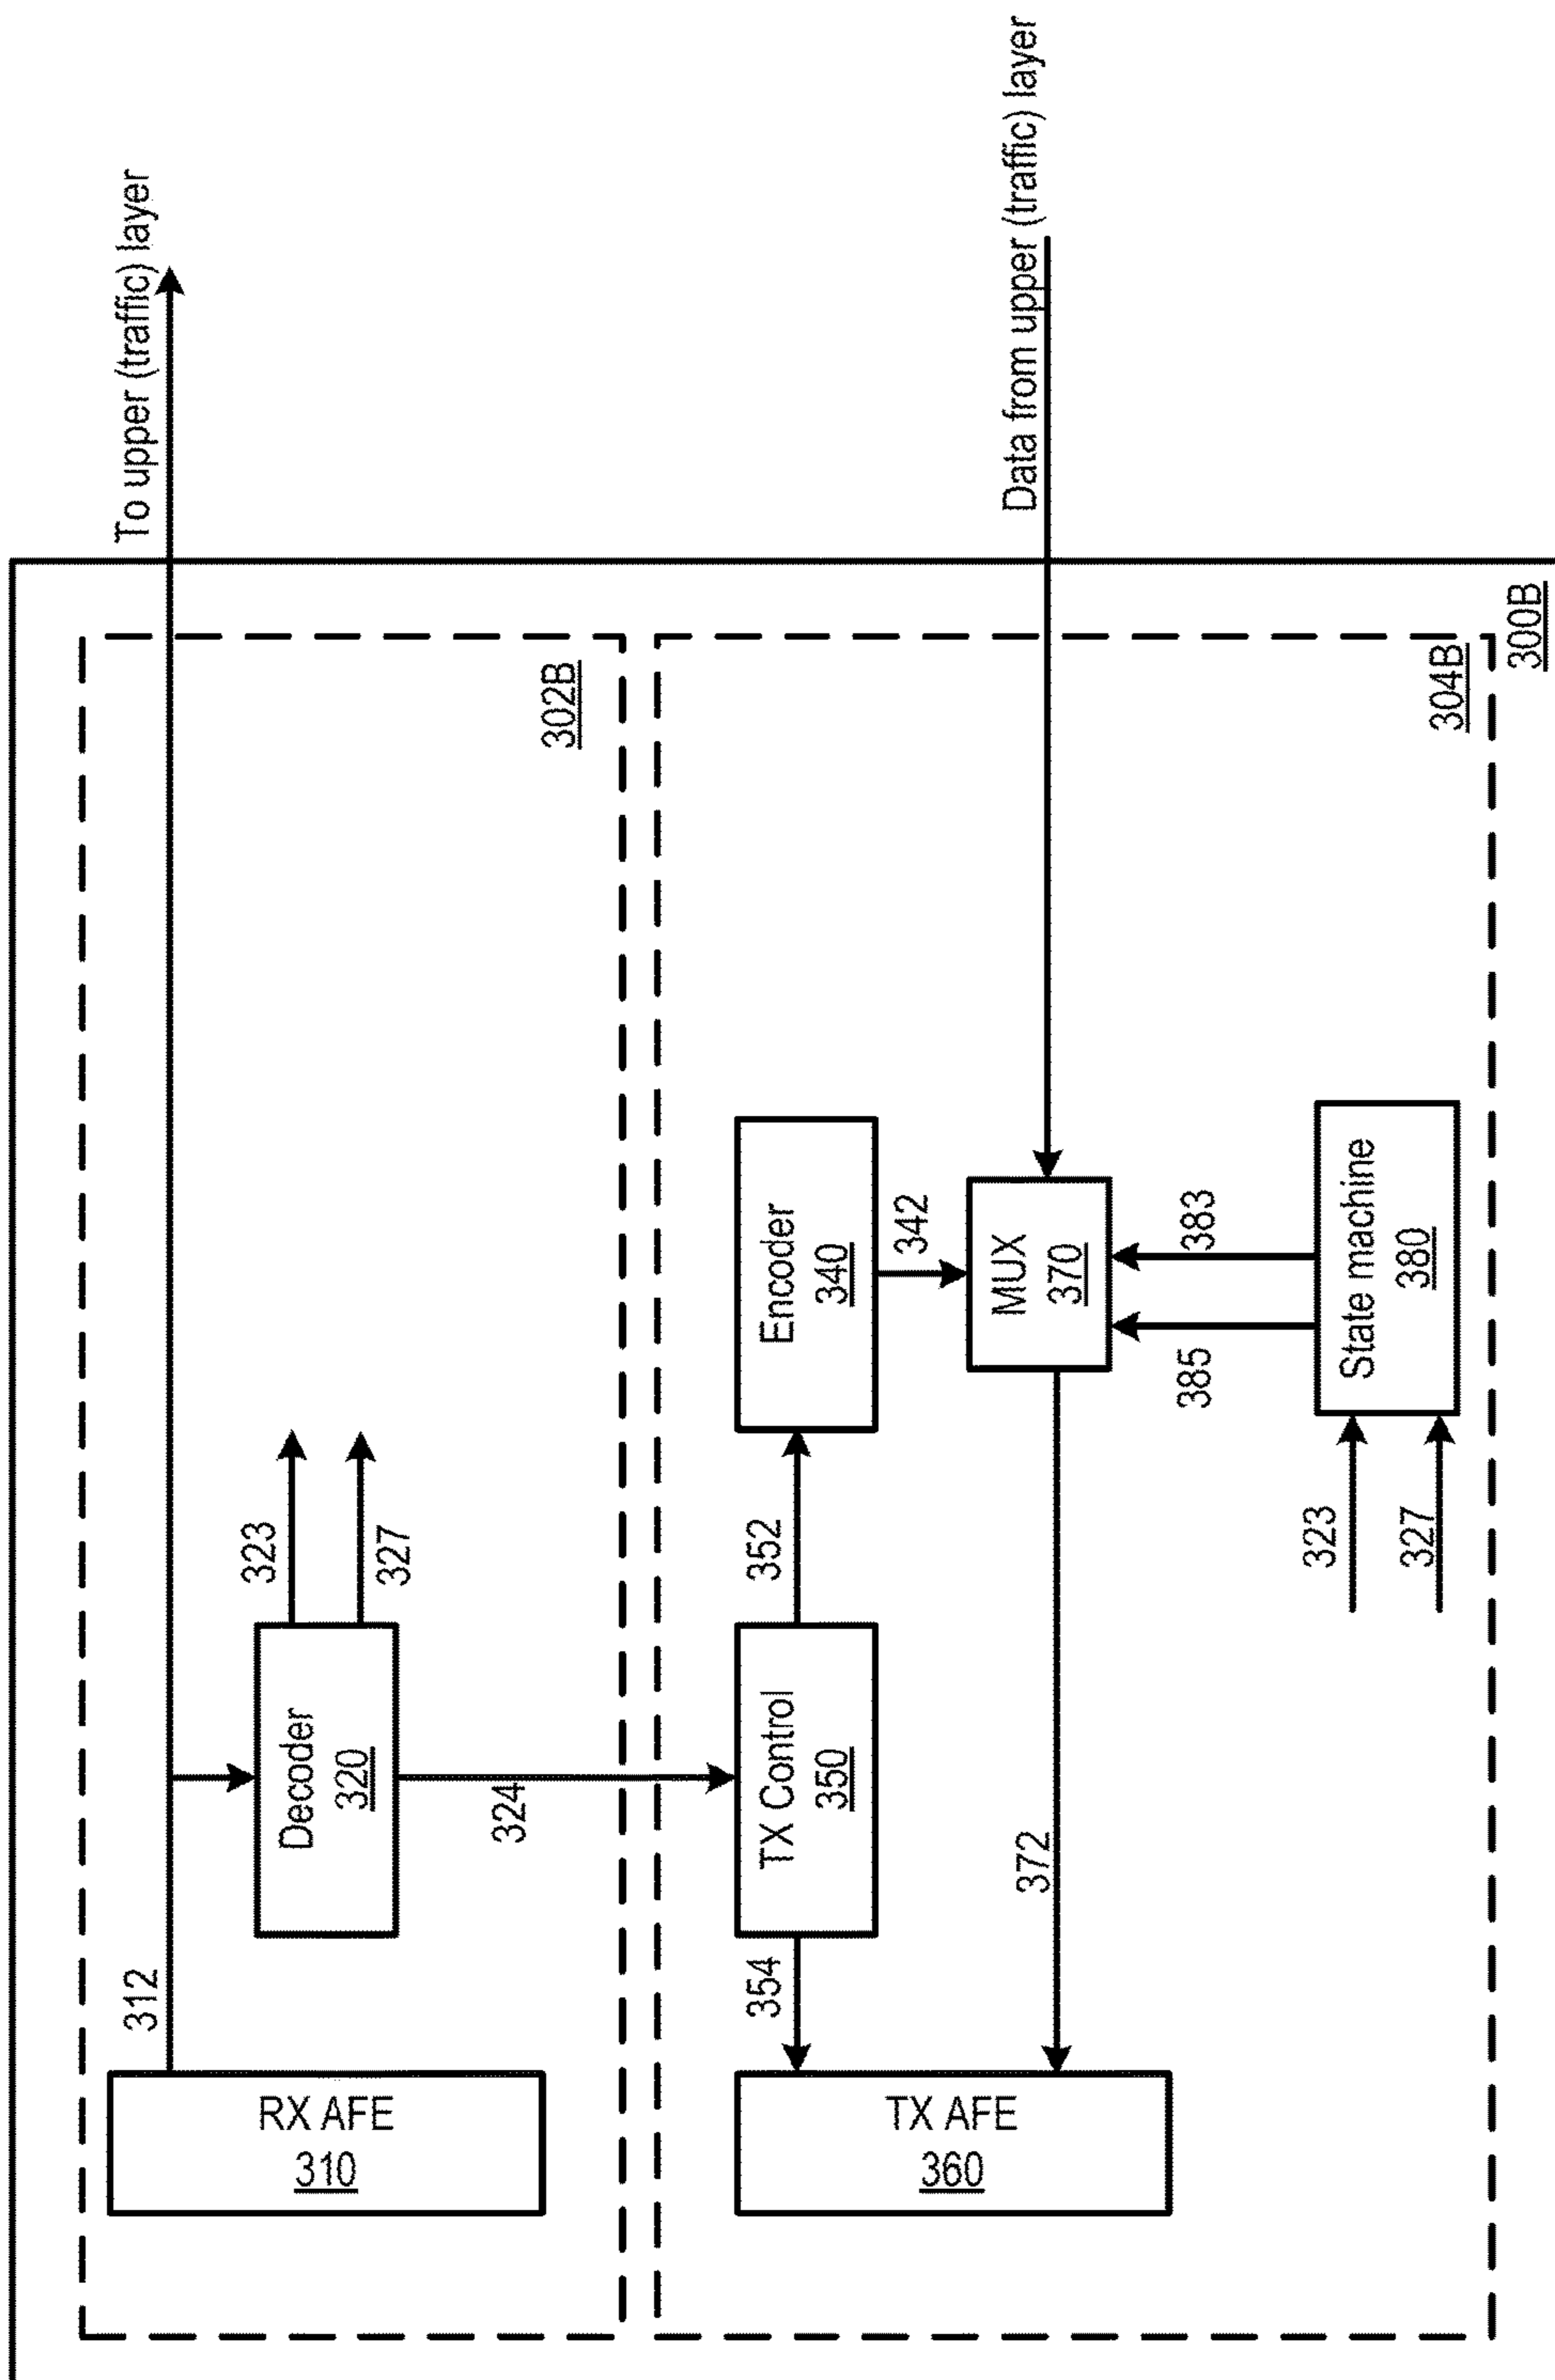 To upper (traffic) layer
312
RX AFE
310
Decoder
320
323
327
324
302B
TX Control
350
354
352
Encoder
340
342
Data from upper (traffic) layer
MUX
370
372
TX AFE
360
385
383
State machine
380
323
327
304B
300B